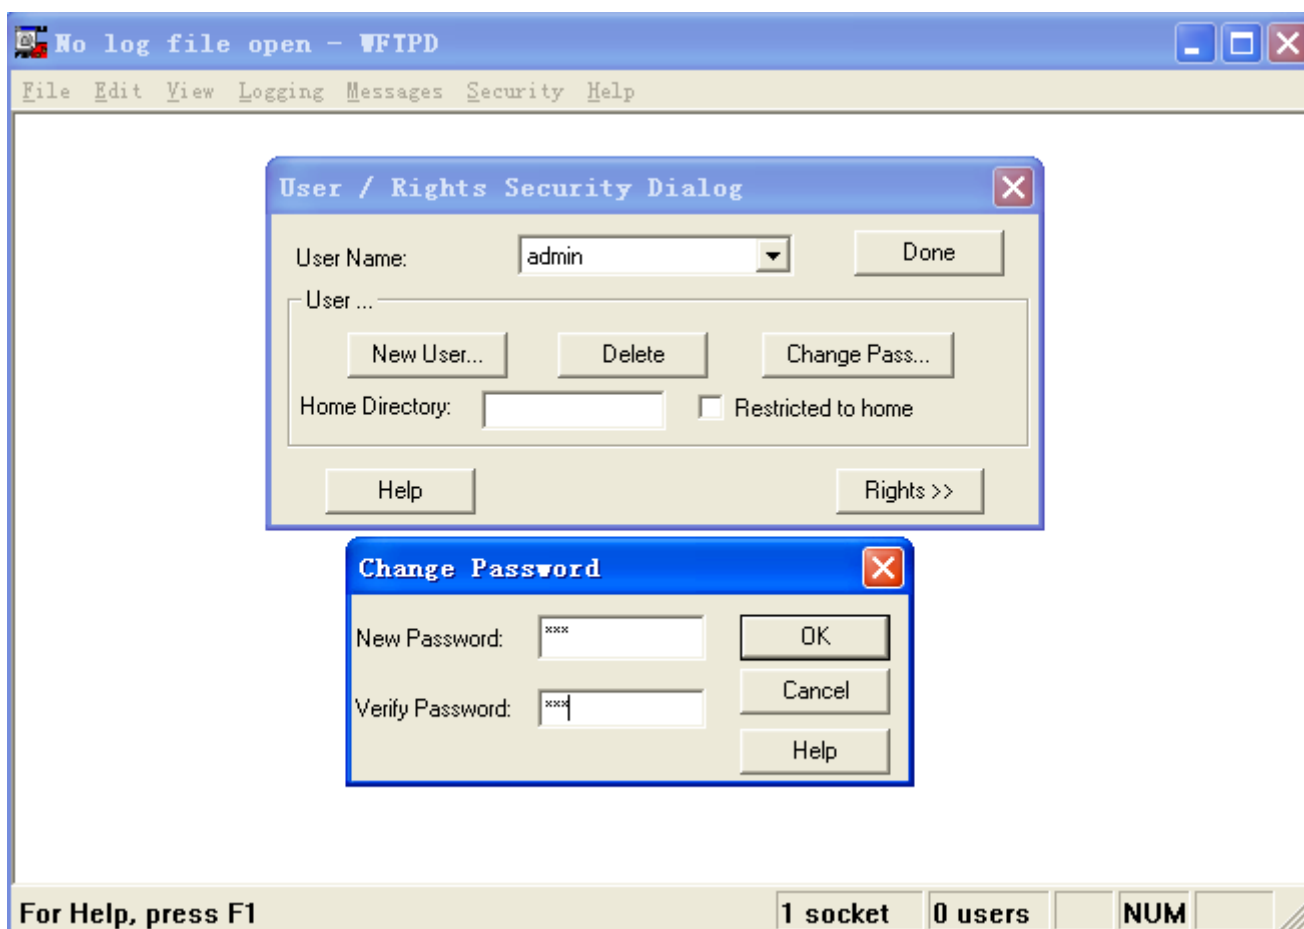 No log file open - WFTPD
File Edit View Logging Messages Security Help
User / Rights Security Dialog
User Name: admin Done
User ...
New User... Delete Change Pass...
Home Directory: Restricted to home
Help Rights >>
Change Password
New Password: *** OK
Cancel
Verify Password: ***
Help
For Help, press F1 1 socket 0 users NUM